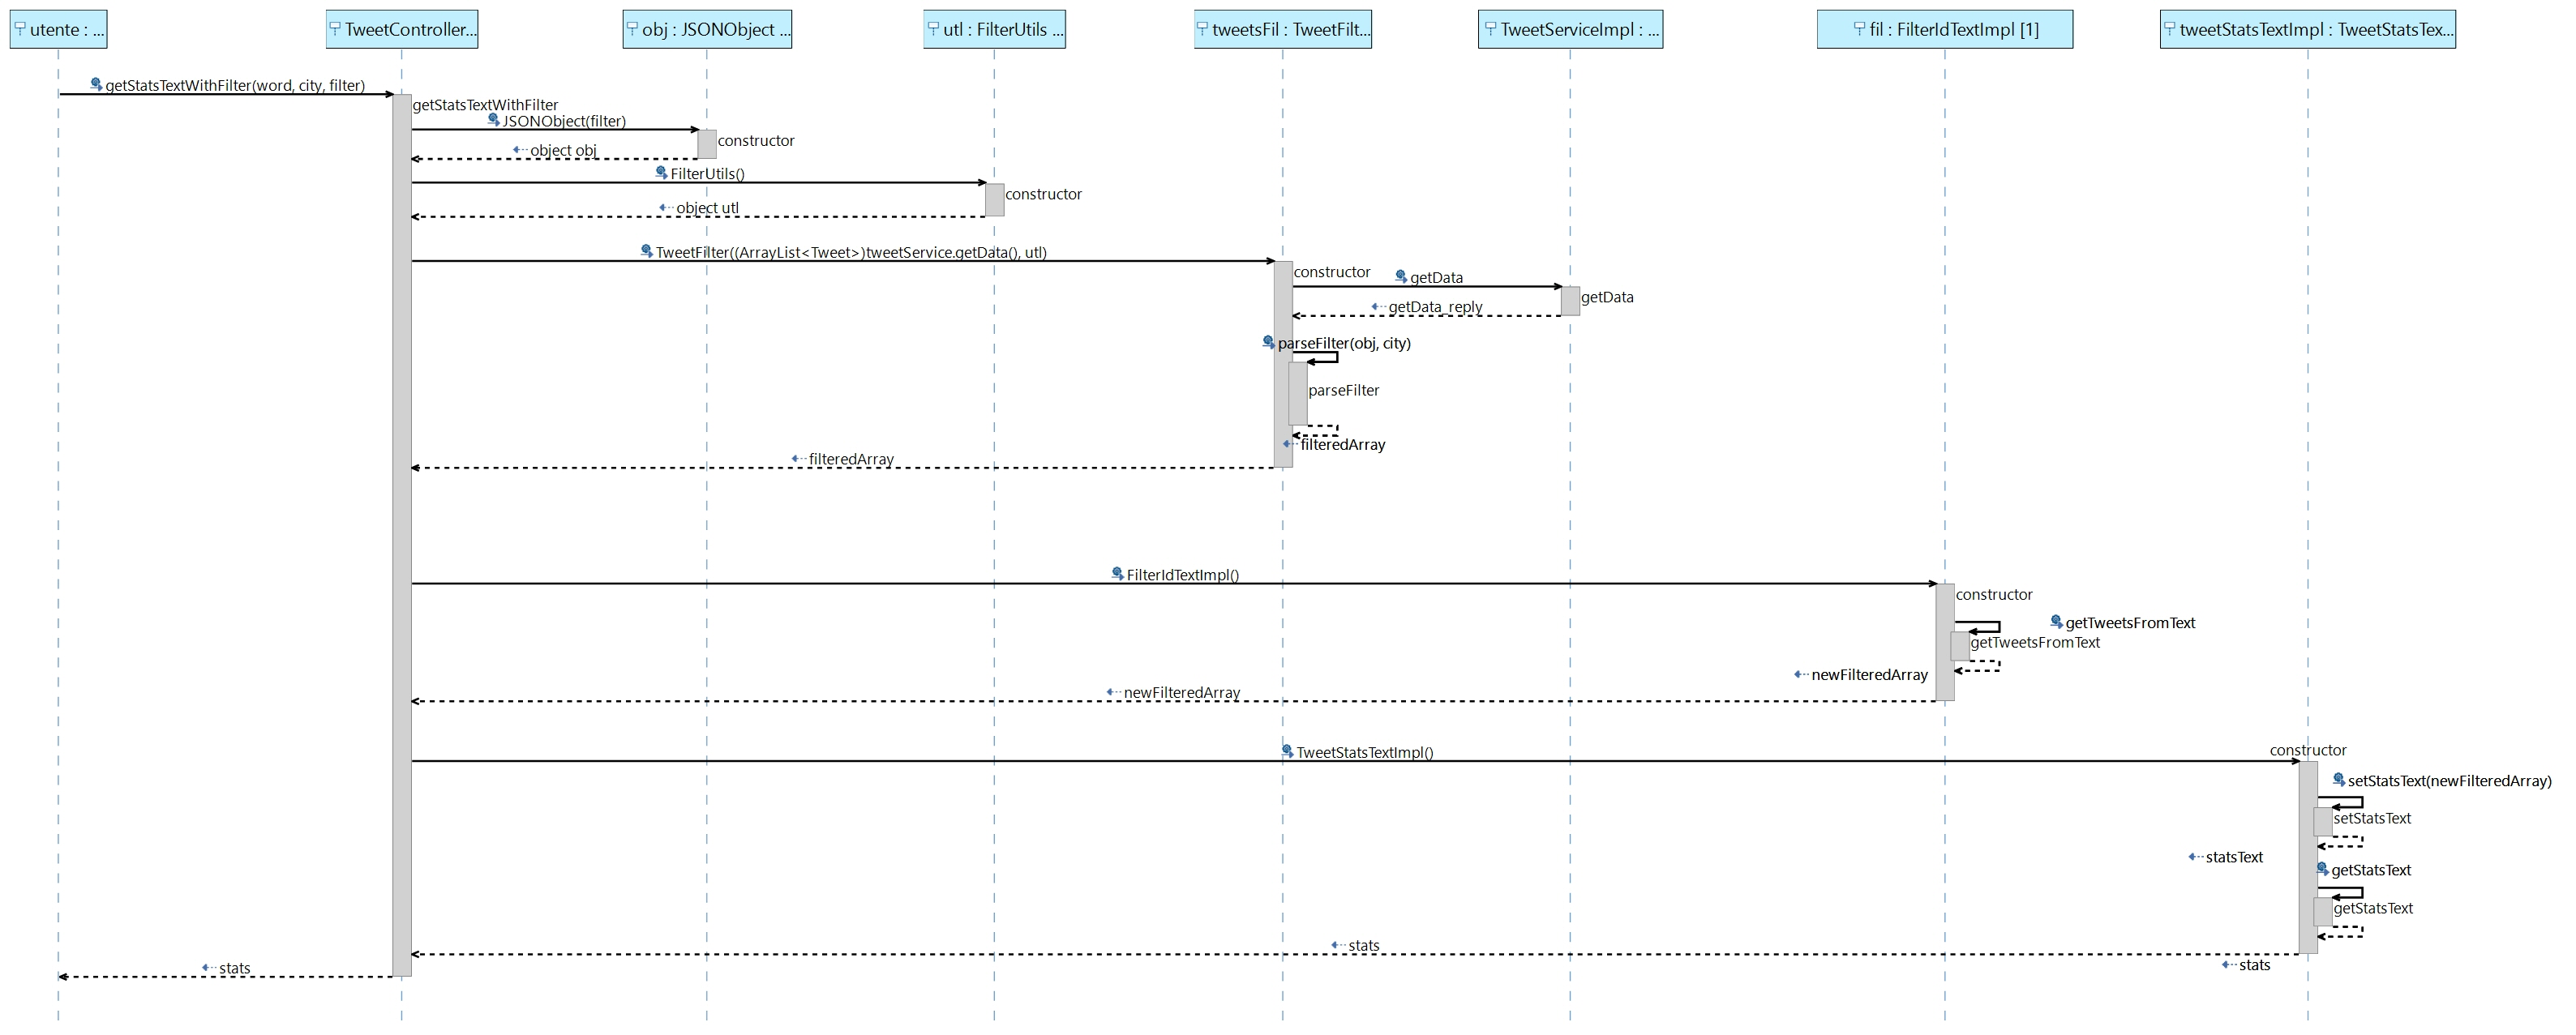 utente : ...
TweetController...
obj : JSONObject ...
utl : FilterUtils ...
tweetsFil : TweetFilt...
TweetServiceImpl : ...
fil : FilterIdTextImpl [1]
tweetStatsTextImpl : TweetStatsTex...
getStatsTextWithFilter(word, city, filter)
getStatsTextWithFilter
JSONObject(filter)
constructor
object obj
FilterUtils()
constructor
object utl
TweetFilter((ArrayList<Tweet>)tweetService.getData(), utl)
constructor
getData
getData
getData_reply
parseFilter(obj, city)
parseFilter
filteredArray
filteredArray
FilterIdTextImpl()
constructor
getTweetsFromText
getTweetsFromText
newFilteredArray
newFilteredArray
TweetStatsTextImpl()
constructor
setStatsText(newFilteredArray)
setStatsText
statsText
getStatsText
getStatsText
stats
stats
stats